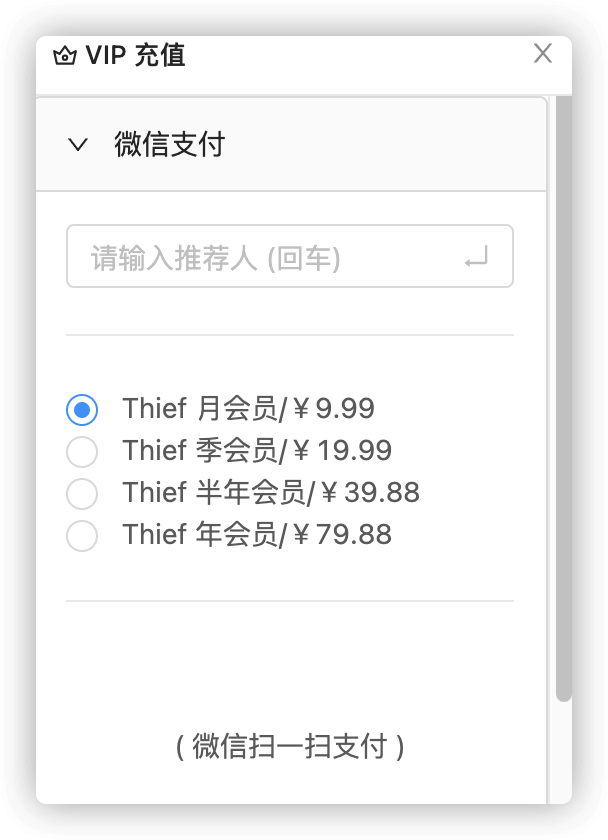 VIP 充值
微信支付
请输入推荐人 (回车)
Thief 月会员/¥9.99
Thief 季会员/¥ 19.99
Thief 半年会员/¥39.88
Thief 年会员/¥79.88
( 微信扫一扫支付 )